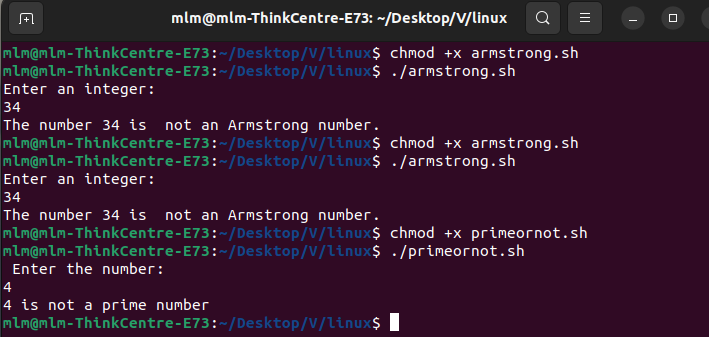 mlm@mlm-ThinkCentre-E73: ~/Desktop/V/linux
mlm@mlm-ThinkCentre-E73:~/Desktop/V/linux$ chmod +x armstrong.sh
mlm@mlm-ThinkCentre-E73:~/Desktop/V/linux$ ./armstrong.sh
Enter an integer:
34
The number 34 is  not an Armstrong number.
mlm@mlm-ThinkCentre-E73:~/Desktop/V/linux$ chmod +x armstrong.sh
mlm@mlm-ThinkCentre-E73:~/Desktop/V/linux$ ./armstrong.sh
Enter an integer:
34
The number 34 is  not an Armstrong number.
mlm@mlm-ThinkCentre-E73:~/Desktop/V/linux$ chmod +x primeornot.sh
mlm@mlm-ThinkCentre-E73:~/Desktop/V/linux$ ./primeornot.sh
 Enter the number:
4
4 is not a prime number
mlm@mlm-ThinkCentre-E73:~/Desktop/V/linux$